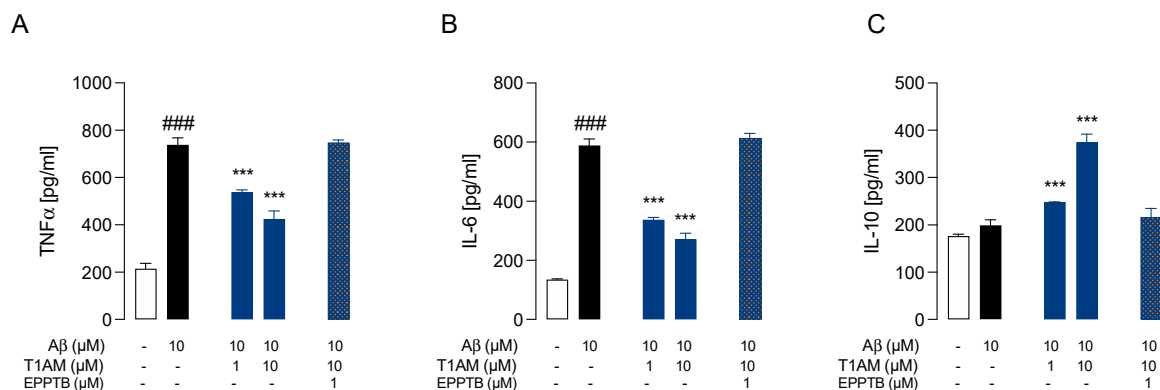 A
B
C
1000
800
600
400
200
0
TNFα [pg/ml]
###
***
***
800
600
400
200
0
IL-6 [pg/ml]
###
***
***
500
400
300
200
100
0
IL-10 [pg/ml]
***
***
Aβ (µM) - 10 10 10 10
T1AM (µM) - - 1 10 10
EPPTB (µM) - - - - 1
Aβ (µM) - 10 10 10 10
T1AM (µM) - - 1 10 10
EPPTB (µM) - - - - 1
Aβ (µM) - 10 10 10 10
T1AM (µM) - - 1 10 10
EPPTB (µM) - - - - 1